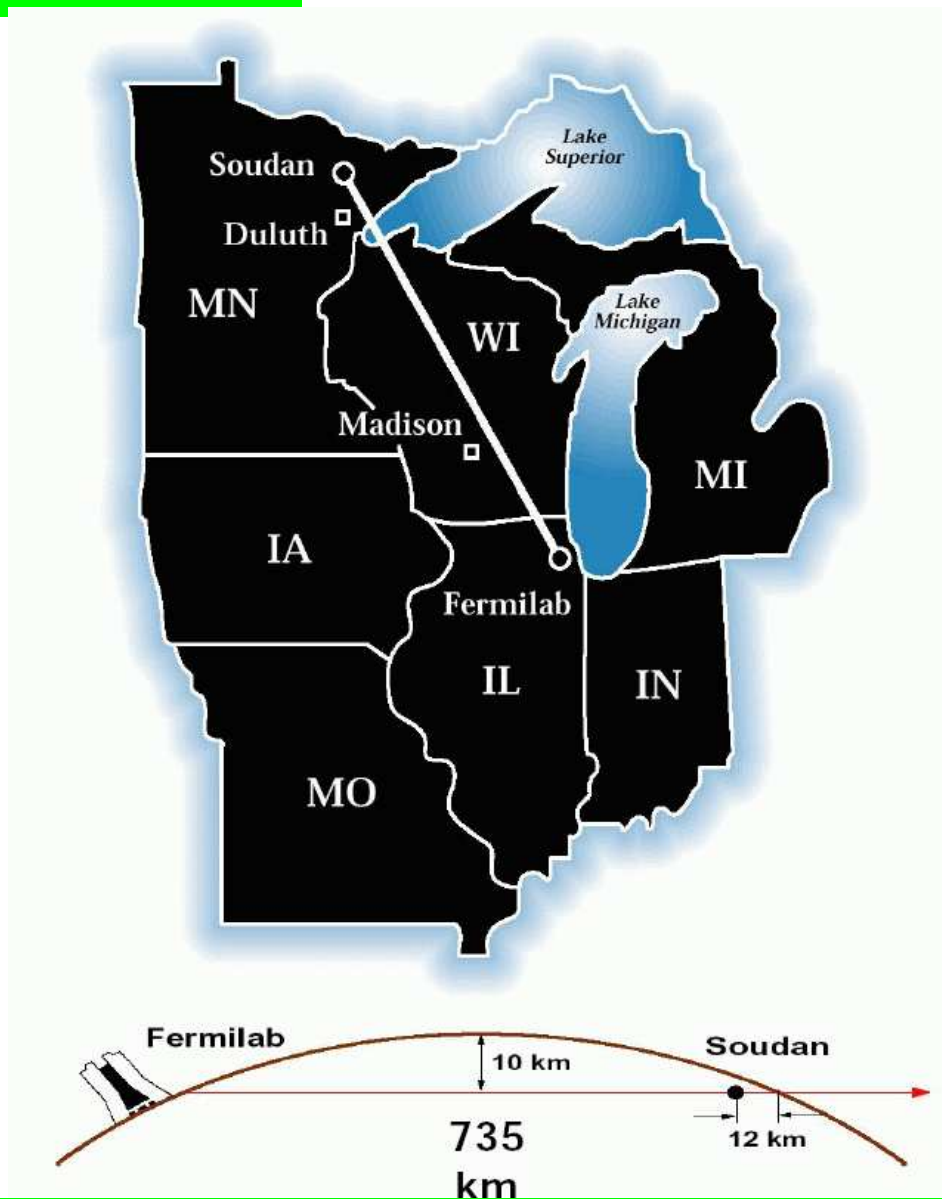 Lake
Superior
Soudan
Duluth
MN
Lake
Michigan
WI
Madison
MI
IA
Fermilab
IL
IN
MO
Fermilab
Soudan
10 km
12 km
735
km